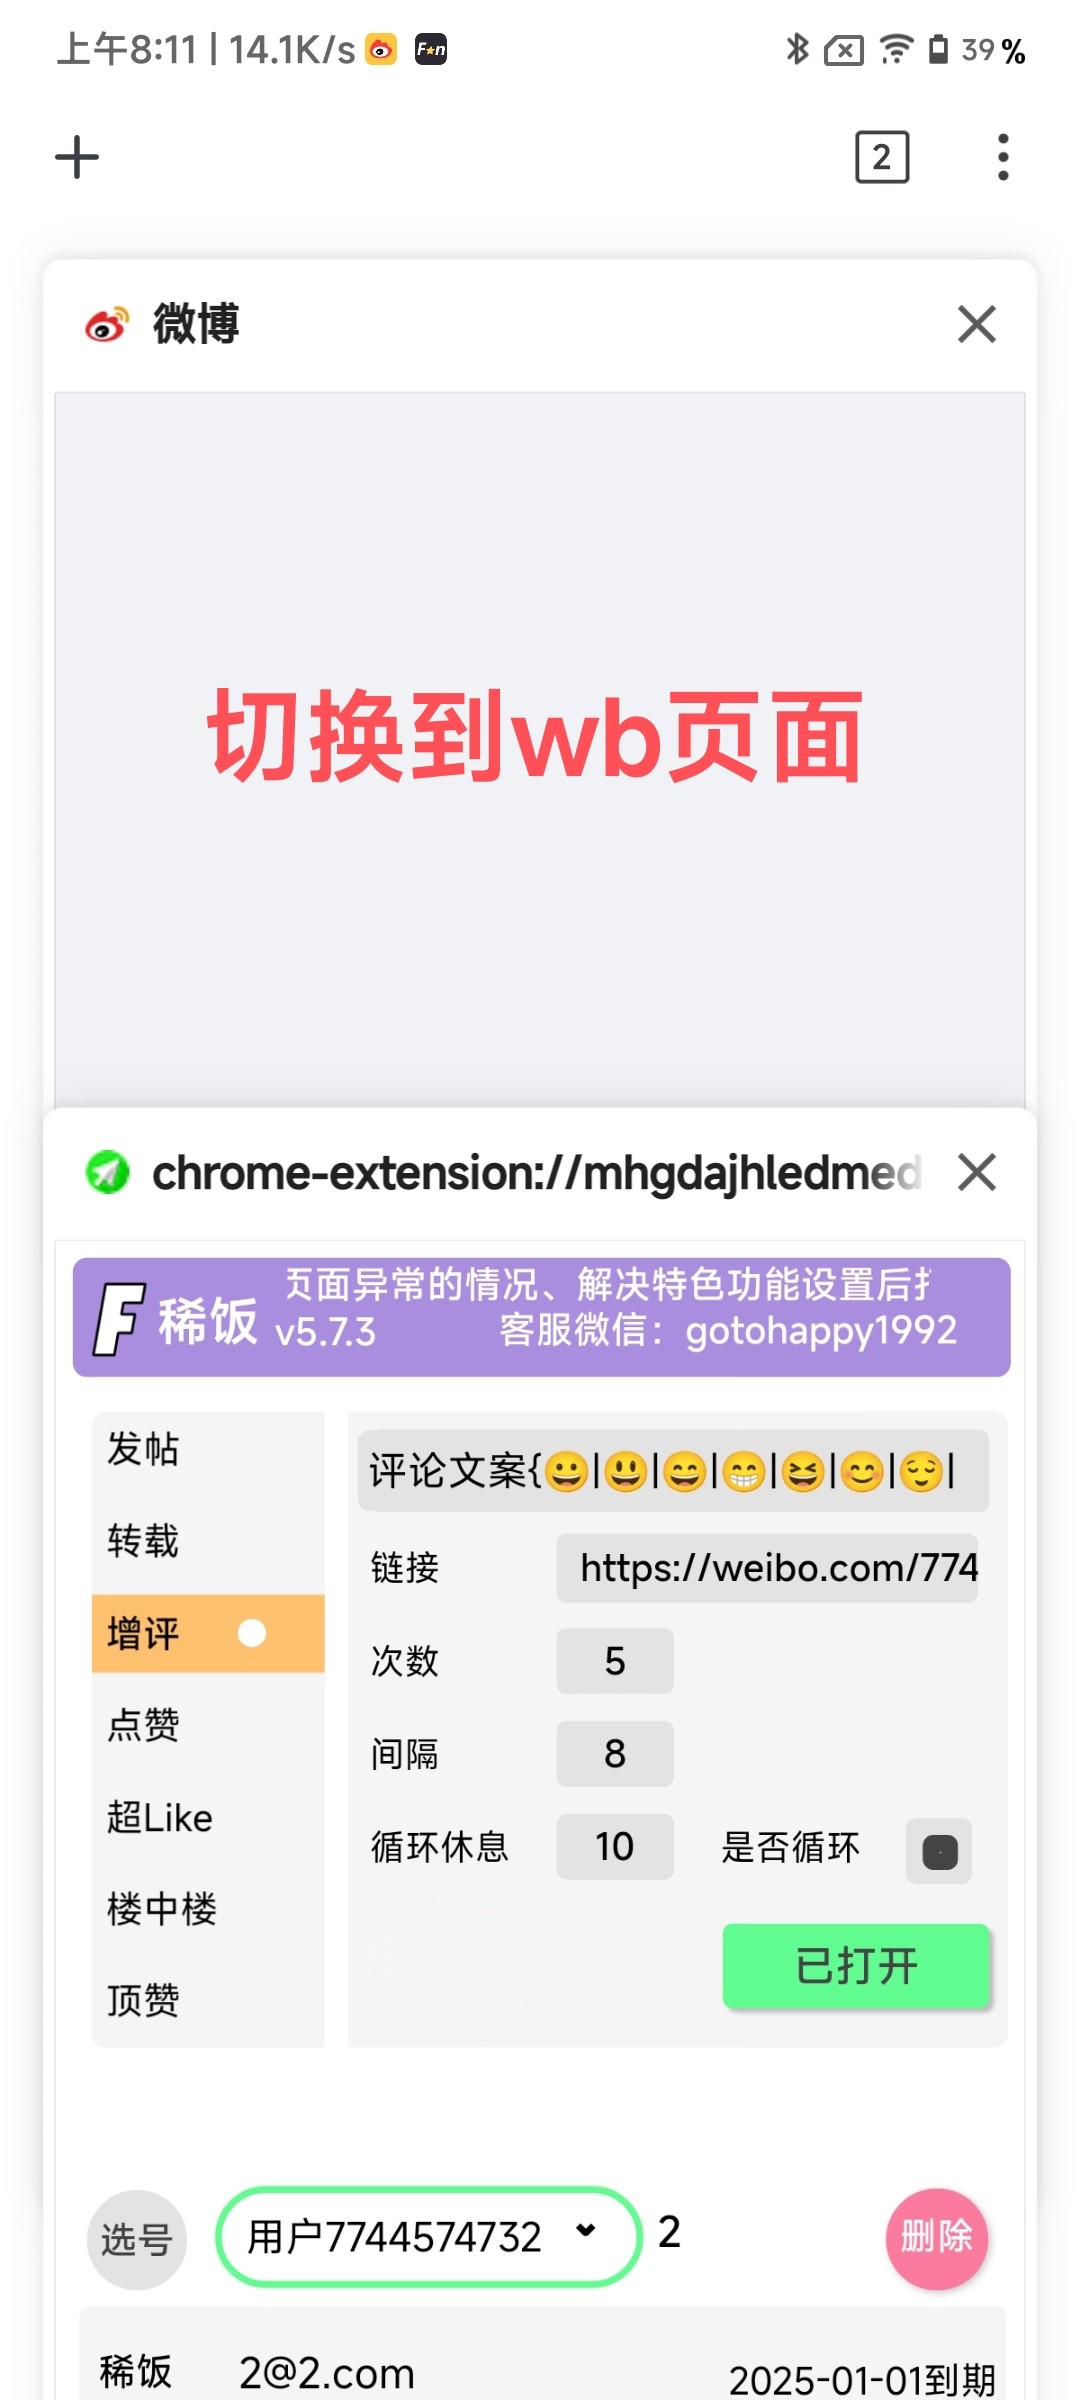 上午8:11 | 14.1K/s
39 %
2
微博
切换到wb页面
chrome-extension://mhgdajhledmed
页面异常的情况、解决特色功能设置后
F 稀饭 v5.7.3 客服微信：gotohappy1992
发帖
转载
增评
点赞
超Like
楼中楼
顶赞
评论文案{😀|😃|😄|😁|😆|😊|😌|
链接 https://weibo.com/774
次数 5
间隔 8
循环休息 10 是否循环
已打开
选号 用户7744574732 2 删除
稀饭 2@2.com 2025-01-01到期